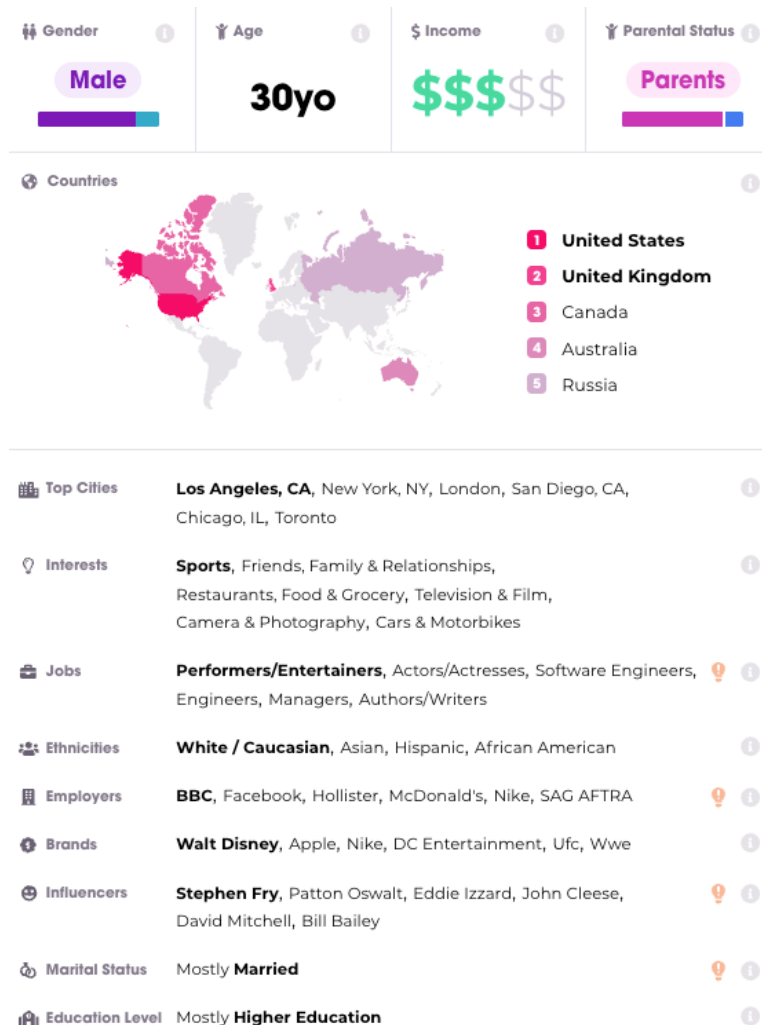 Gender
Male
Age
30yo
$ Income
$$$$$
Parental Status
Parents
Countries
1 United States
2 United Kingdom
3 Canada
4 Australia
5 Russia
Top Cities
Los Angeles, CA, New York, NY, London, San Diego, CA,
Chicago, IL, Toronto
Interests
Sports, Friends, Family & Relationships,
Restaurants, Food & Grocery, Television & Film,
Camera & Photography, Cars & Motorbikes
Jobs
Performers/Entertainers, Actors/Actresses, Software Engineers,
Engineers, Managers, Authors/Writers
Ethnicities
White / Caucasian, Asian, Hispanic, African American
Employers
BBC, Facebook, Hollister, McDonald's, Nike, SAG AFTRA
Brands
Walt Disney, Apple, Nike, DC Entertainment, Ufc, Wwe
Influencers
Stephen Fry, Patton Oswalt, Eddie Izzard, John Cleese,
David Mitchell, Bill Bailey
Marital Status
Mostly Married
Education Level
Mostly Higher Education